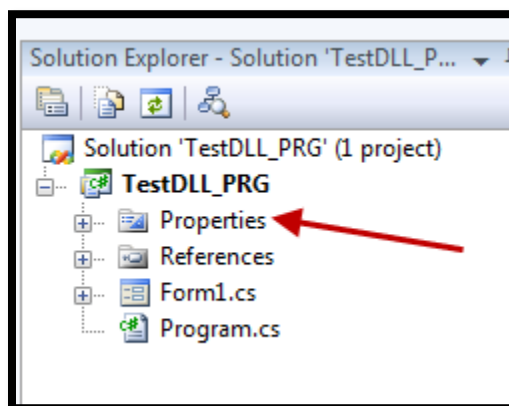 Solution Explorer - Solution 'TestDLL_P...
Solution 'TestDLL_PRG' (1 project)
TestDLL_PRG
Properties
References
Form1.cs
Program.cs